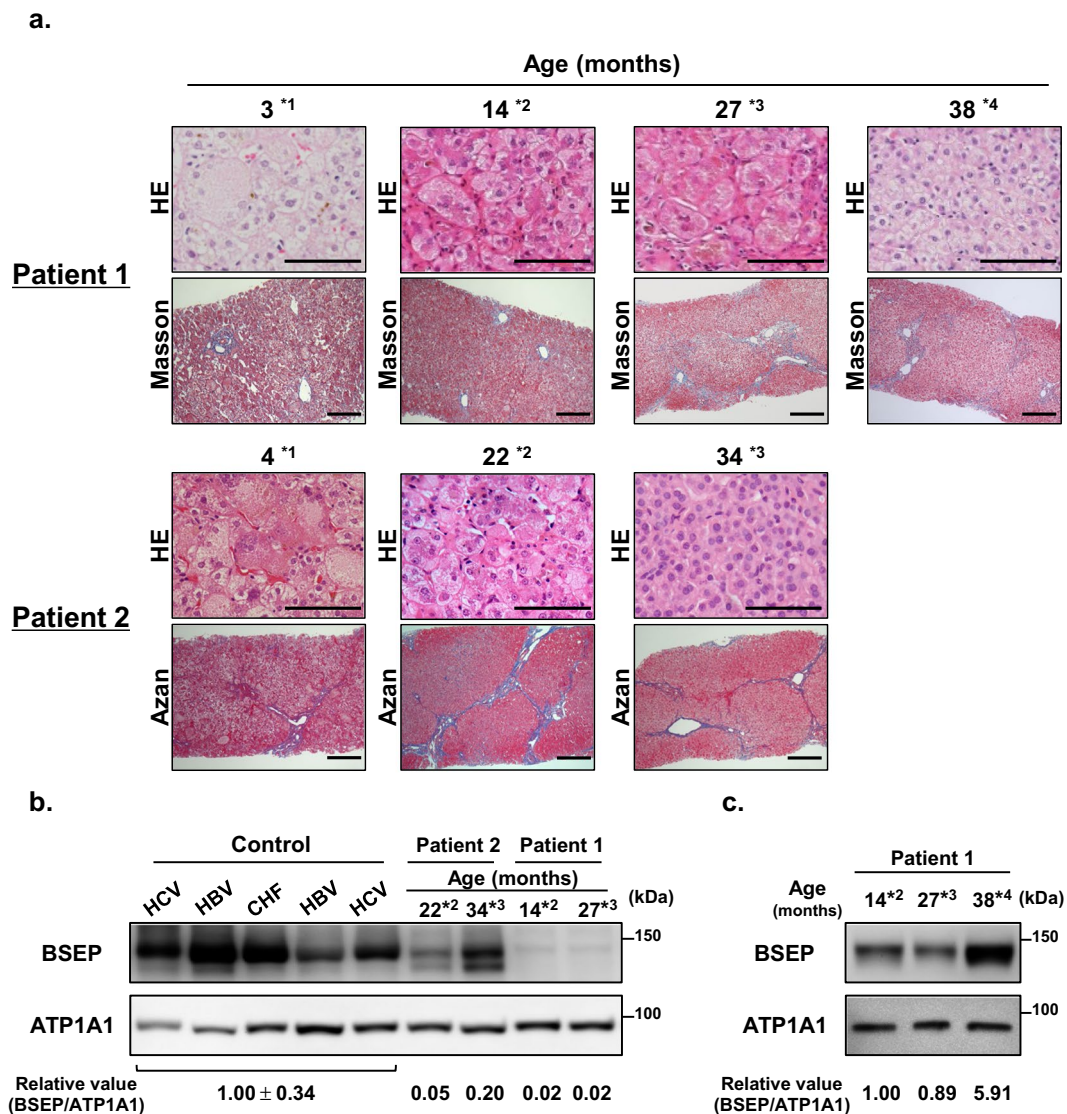 a.
Age (months)
3 *1 14 *2 27 *3 38 *4
HE HE HE HE
Patient 1
Masson Masson Masson Masson
4 *1 22 *2 34 *3
HE HE HE
Patient 2
Azan Azan Azan
b.
Control Patient 2 Patient 1
Age (months)
HCV HBV CHF HBV HCV 22*2 34*3 14*2 27*3 (kDa)
BSEP 150
ATP1A1 100
Relative value
(BSEP/ATP1A1) 1.00 ± 0.34 0.05 0.20 0.02 0.02
c.
Patient 1
Age
(months) 14*2 27*3 38*4 (kDa)
BSEP 150
ATP1A1 100
Relative value
(BSEP/ATP1A1) 1.00 0.89 5.91